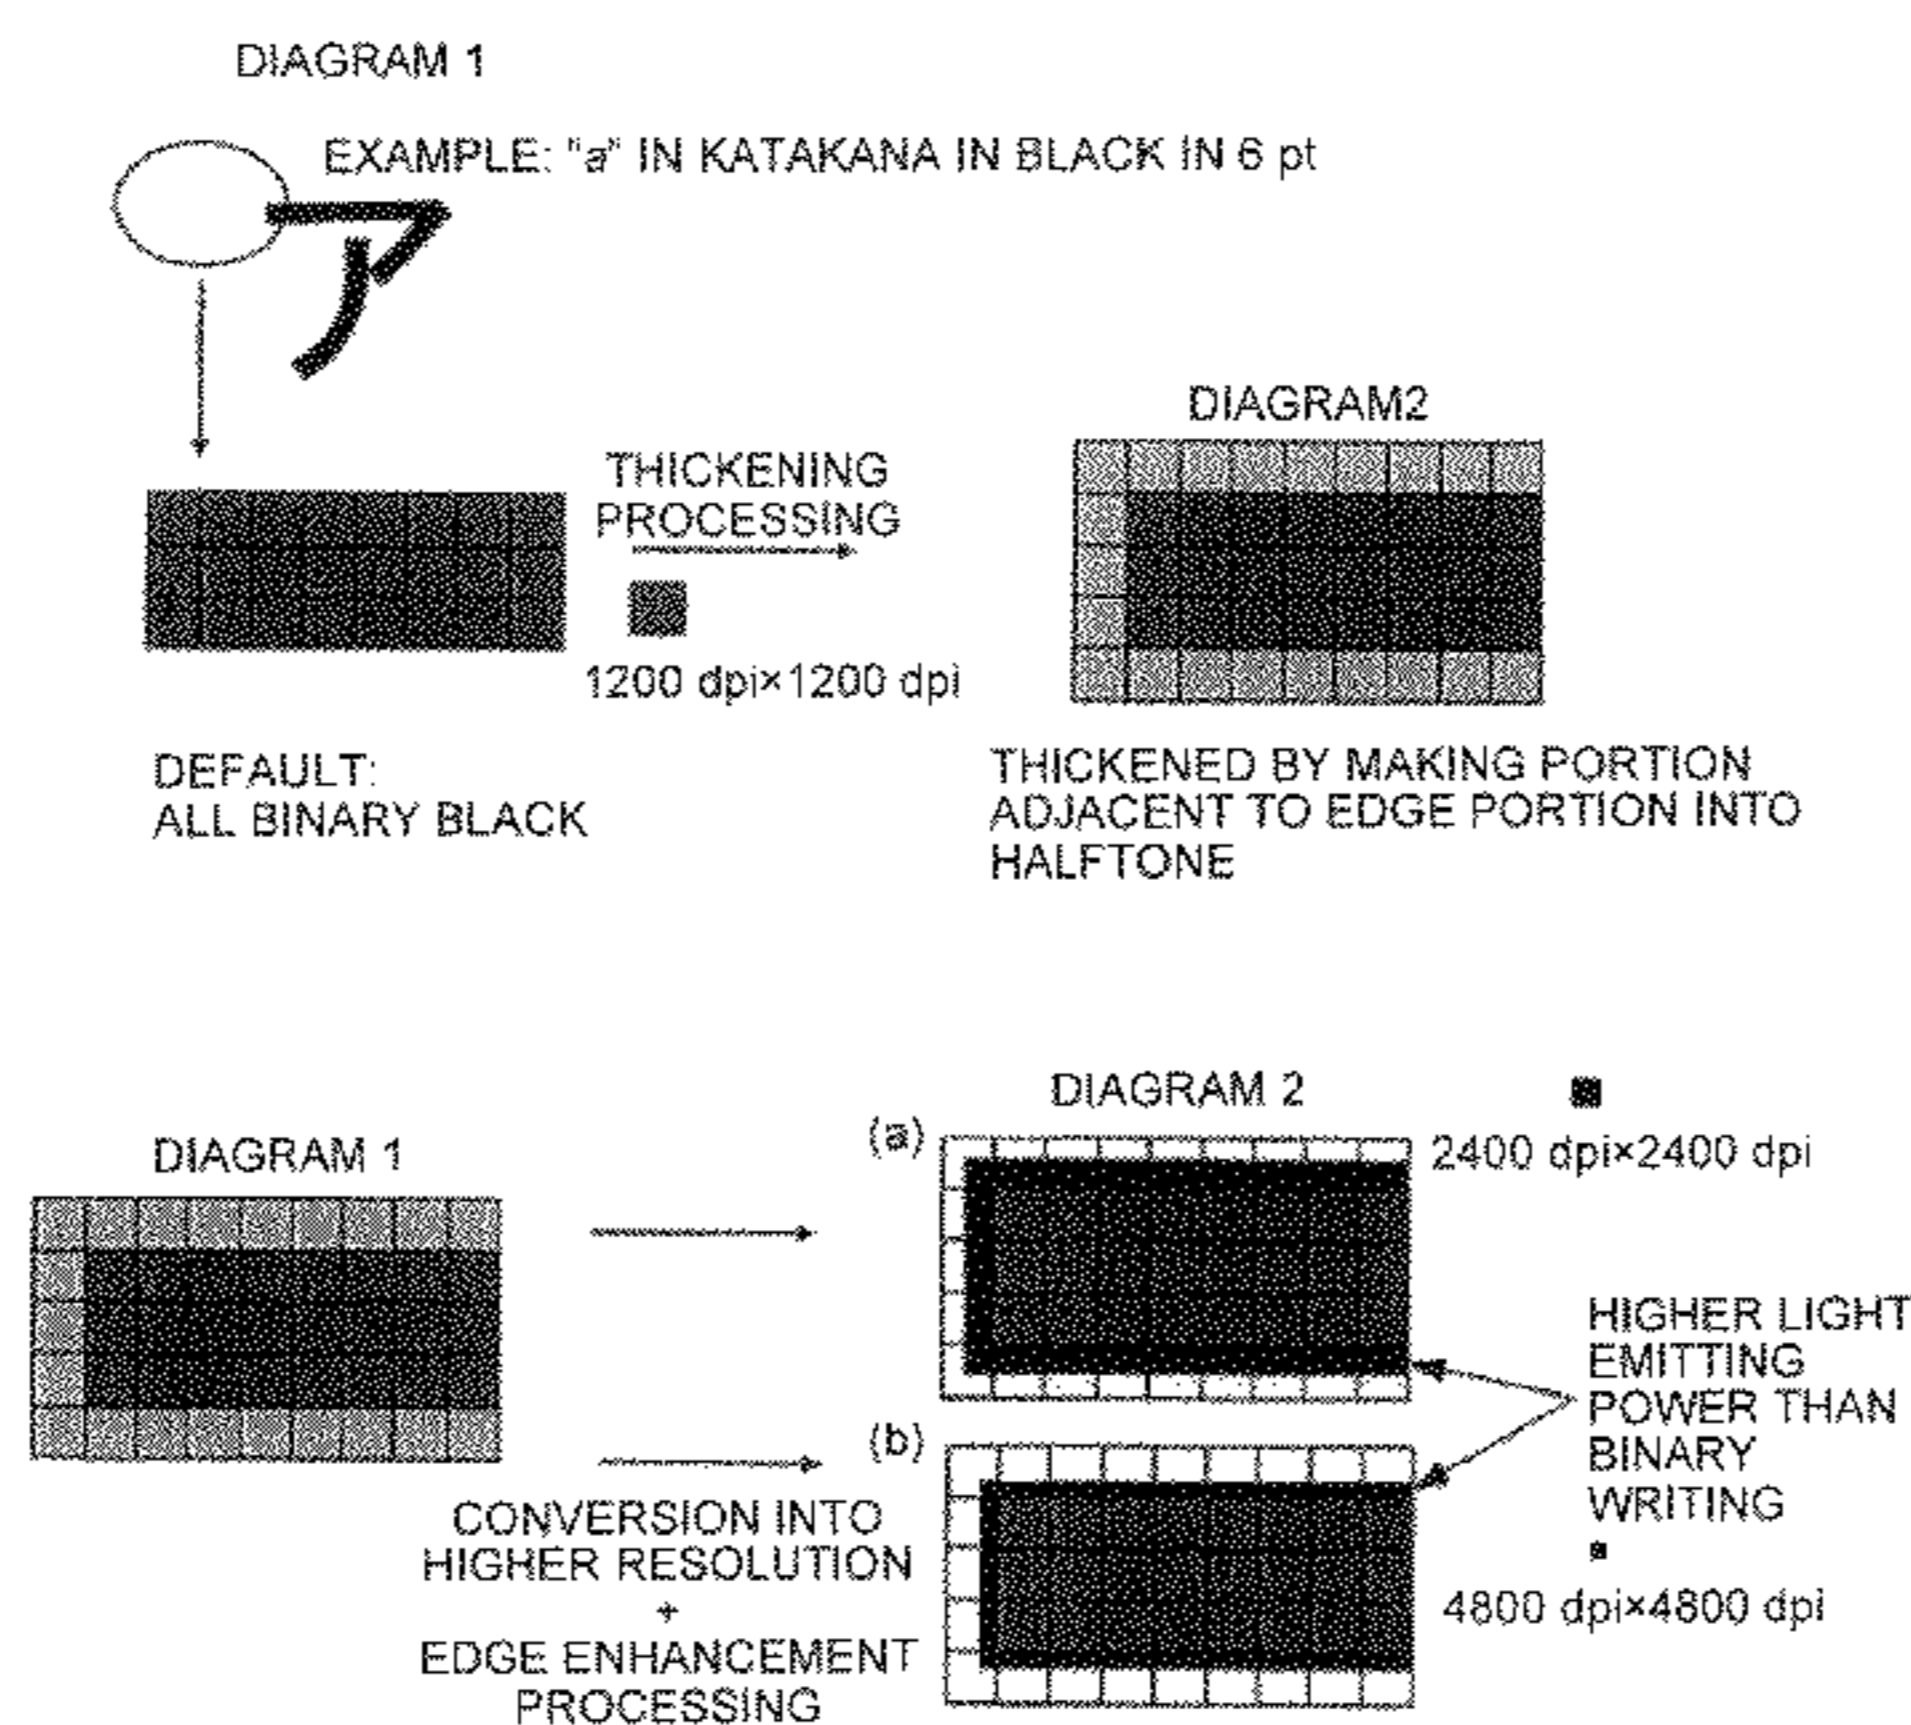 DIAGRAM 1
EXAMPLE: "a" IN KATAKANA IN BLACK IN 6 pt
ア
DIAGRAM2
THICKENING
PROCESSING
1200 dpi×1200 dpi
DEFAULT:
ALL BINARY BLACK
THICKENED BY MAKING PORTION
ADJACENT TO EDGE PORTION INTO
HALFTONE
DIAGRAM 1
DIAGRAM 2
(a)
2400 dpi×2400 dpi
HIGHER LIGHT
EMITTING
POWER THAN
BINARY
WRITING
(b)
4800 dpi×4800 dpi
CONVERSION INTO
HIGHER RESOLUTION
+
EDGE ENHANCEMENT
PROCESSING